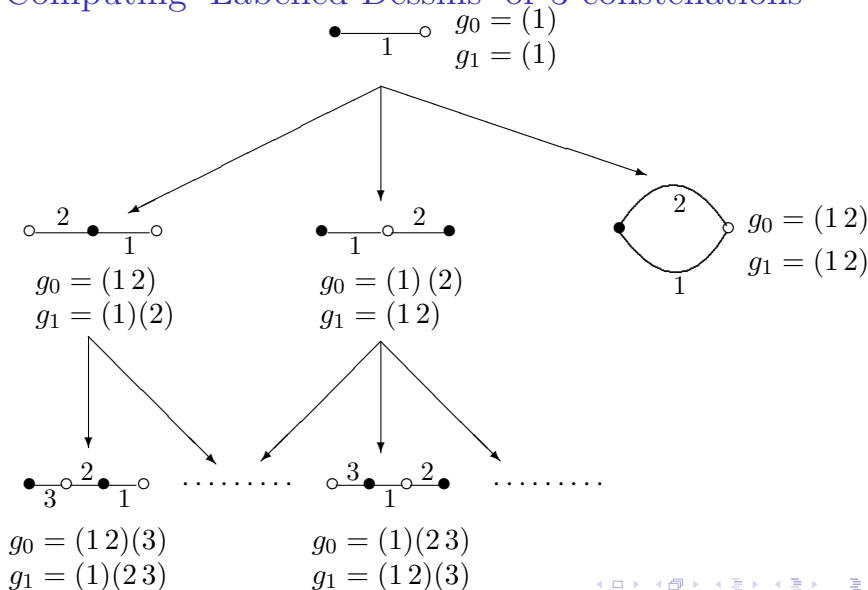 Computing Labelled Dessins of 3-constellations
g0 = (1)
1
g1 = (1)
2
1
1
2
2
1
g0 = (1 2)
g1 = (1 2)
g0 = (1 2)
g1 = (1)(2)
g0 = (1) (2)
g1 = (1 2)
3
2
1
.........
3
1
2
.........
g0 = (1 2)(3)
g1 = (1)(2 3)
g0 = (1)(2 3)
g1 = (1 2)(3)